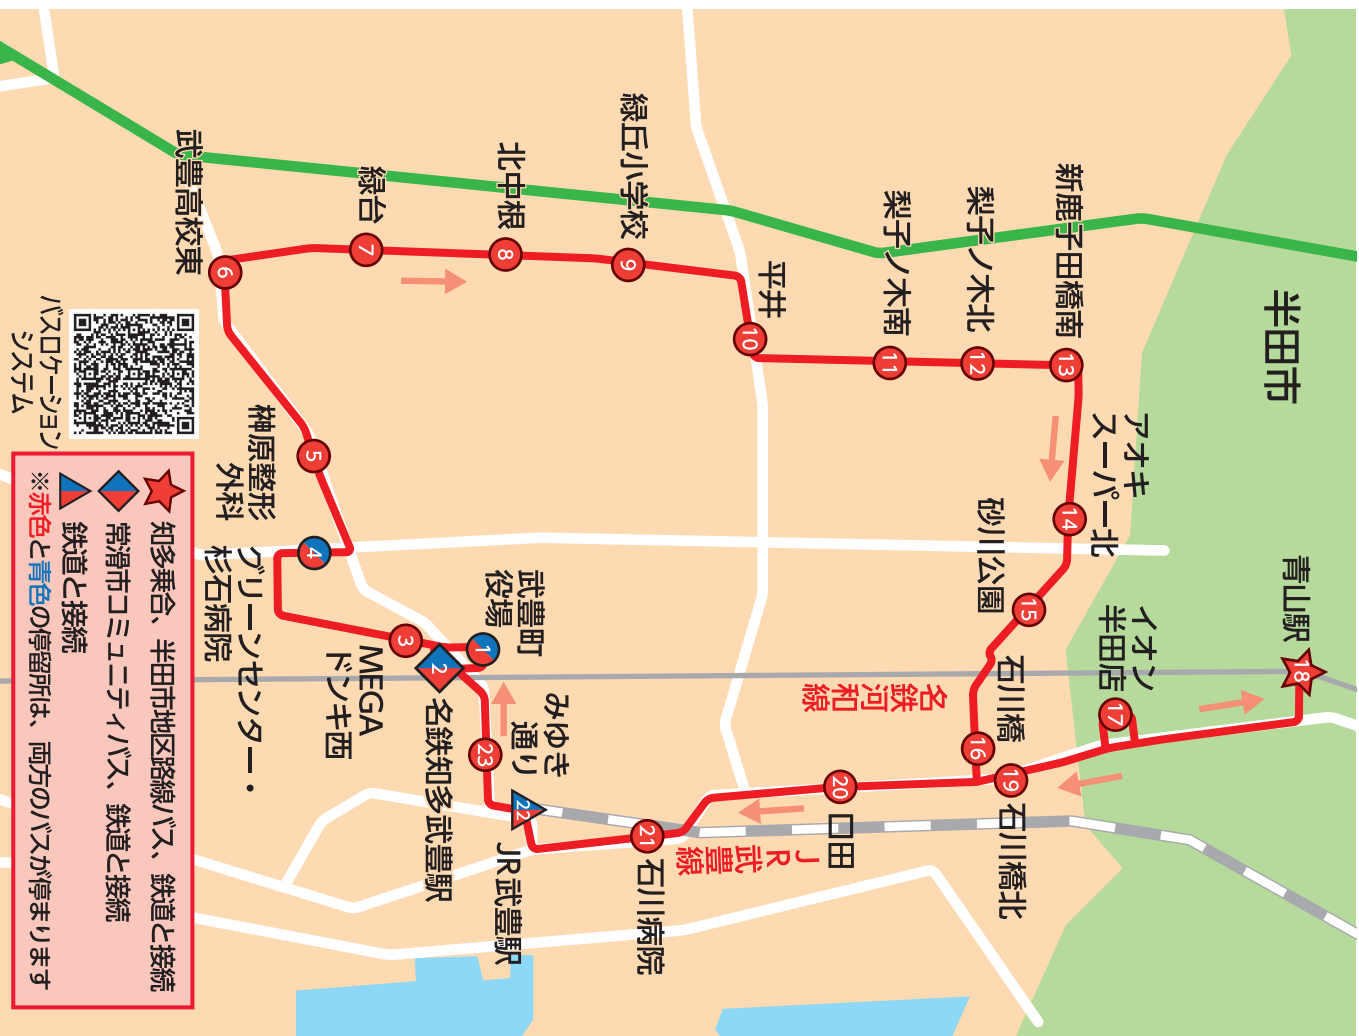 半田市
青山駅
18
イオン
半田店
17
アオキ
スーパー北
14
新鹿子田橋南
13
梨子ノ木北
12
梨子ノ木南
11
平井
10
緑丘小学校
9
北中根
8
緑台
7
武豊高校東
6
砂川公園
15
石川橋
16
19
石川橋北
20
口田
21
石川病院
名鉄河和線
JR武豊線
22
JR武豊駅
みゆき
通り
23
武豊町
役場
1
2
名鉄知多武豊駅
3
MEGA
ドンキ西
4
グリーンセンター・
杉石病院
5
榊原整形
外科
バスロケーション
システム
知多乗合、半田市地区路線バス、鉄道と接続
常滑市コミュニティバス、鉄道と接続
鉄道と接続
※赤色と青色の停留所は、両方のバスが停まります